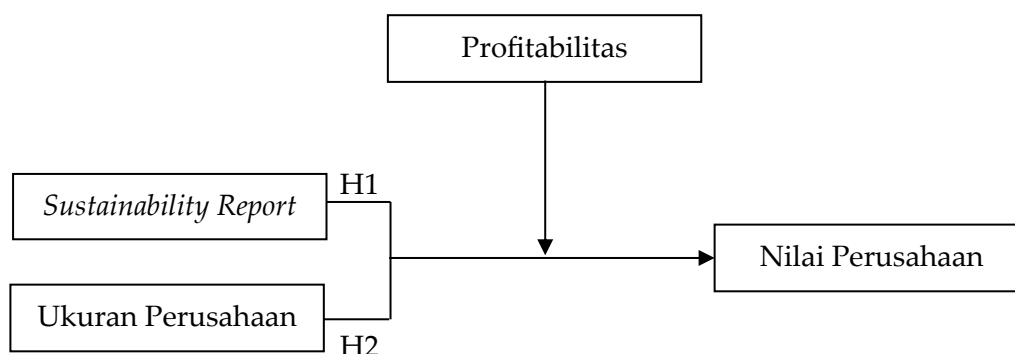 Profitabilitas
H1
Sustainability Report
Nilai Perusahaan
Ukuran Perusahaan
H2